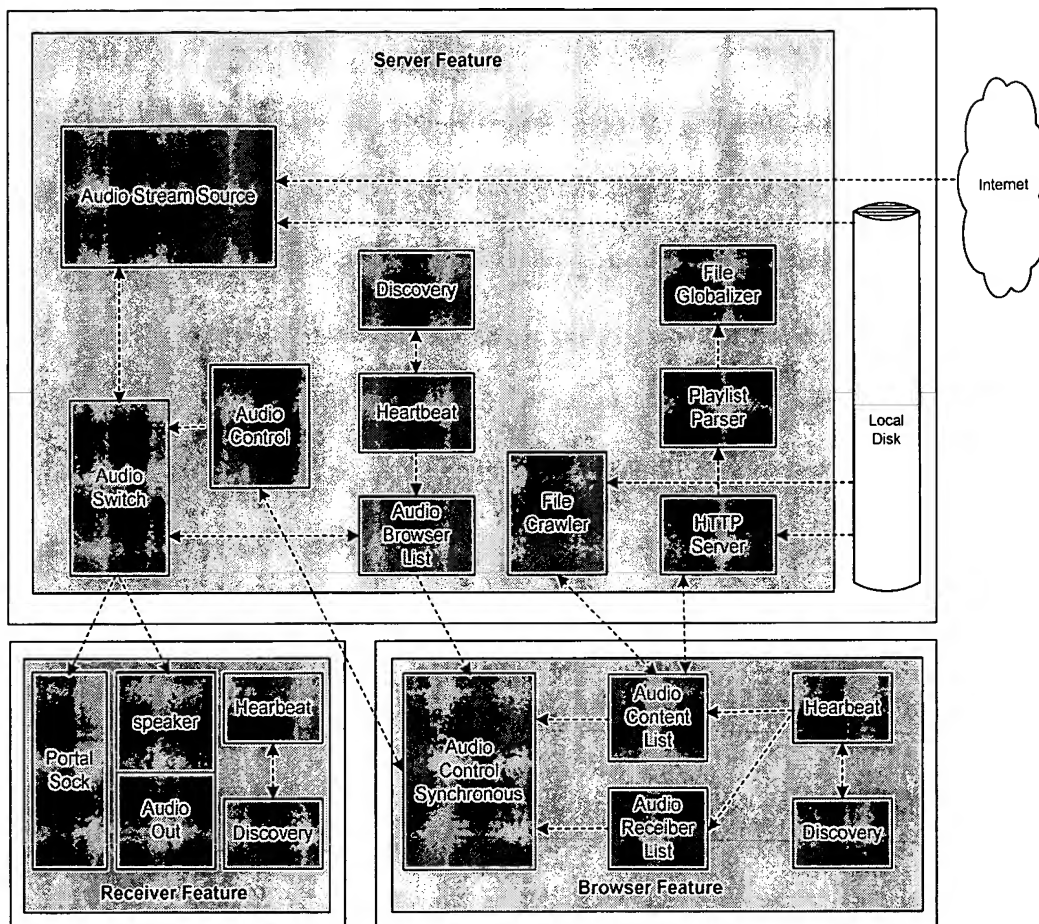 Server Feature
Audio Stream Source
Internet
Discovery
File
Globalizer
Audio
Control
Heartbeat
Playlist
Parser
Local
Disk
Audio
Switch
Audio
Browser
List
File
Crawler
HTTP
Server
Portal
Sock
speaker
Hearbeat
Audio
Out
Discovery
Receiver Feature
Audio
Control
Synchronous
Audio
Content
List
Hearbeat
Audio
Receiber
List
Discovery
Browser Feature